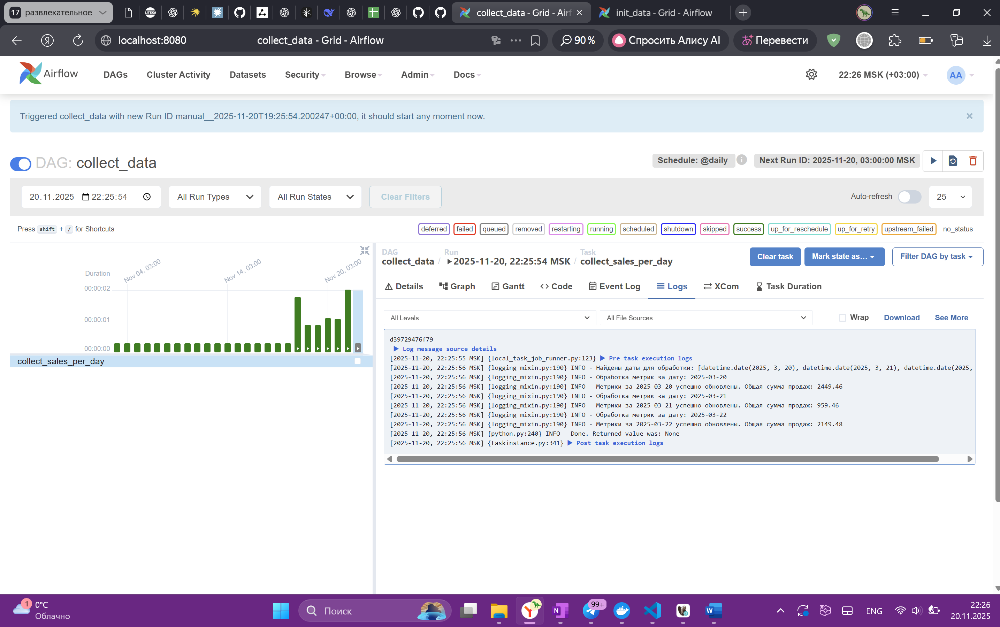 17 развлекательное
LITEKA
collect_data - Grid - Airf
init_data - Grid - Airflow
Я localhost:8080 collect_data - Grid - Airflow 90 % Спросить Алису AI Перевести
Airflow DAGs Cluster Activity Datasets Security Browse Admin Docs 22:26 MSK (+03:00) AA
Triggered collect_data with new Run ID manual__2025-11-20T19:25:54.200247+00:00, it should start any moment now. ×
DAG: collect_data Schedule: @daily i Next Run ID: 2025-11-20, 03:00:00 MSK
20.11.2025 22:25:54 All Run Types All Run States Clear Filters Auto-refresh 25
Press shift + / for Shortcuts deferred failed queued removed restarting running scheduled shutdown skipped success up_for_reschedule up_for_retry upstream_failed no_status
Duration
Nov 04, 03:00
Nov 14, 03:00
Nov 20, 03:00
00:00:02
00:00:01
00:00:00
collect_sales_per_day
DAG Run Task
collect_data / 2025-11-20, 22:25:54 MSK / collect_sales_per_day
Clear task Mark state as… Filter DAG by task
Details Graph Gantt Code Event Log Logs XCom Task Duration
All Levels All File Sources Wrap Download See More
d39729476f79
Log message source details
[2025-11-20, 22:25:55 MSK] {local_task_job_runner.py:123} ▶ Pre task execution logs
[2025-11-20, 22:25:56 MSK] {logging_mixin.py:190} INFO - Найдены даты для обработки: [datetime.date(2025, 3, 20), datetime.date(2025, 3, 21), datetime.date(2025,
[2025-11-20, 22:25:56 MSK] {logging_mixin.py:190} INFO - Обработка метрик за дату: 2025-03-20
[2025-11-20, 22:25:56 MSK] {logging_mixin.py:190} INFO - Метрики за 2025-03-20 успешно обновлены. Общая сумма продаж: 2449.46
[2025-11-20, 22:25:56 MSK] {logging_mixin.py:190} INFO - Обработка метрик за дату: 2025-03-21
[2025-11-20, 22:25:56 MSK] {logging_mixin.py:190} INFO - Метрики за 2025-03-21 успешно обновлены. Общая сумма продаж: 959.46
[2025-11-20, 22:25:56 MSK] {logging_mixin.py:190} INFO - Обработка метрик за дату: 2025-03-22
[2025-11-20, 22:25:56 MSK] {logging_mixin.py:190} INFO - Метрики за 2025-03-22 успешно обновлены. Общая сумма продаж: 2149.48
[2025-11-20, 22:25:56 MSK] {python.py:240} INFO - Done. Returned value was: None
[2025-11-20, 22:25:56 MSK] {taskinstance.py:341} ▶ Post task execution logs
1 0°C
Облачно
Поиск
N
99+
W
ENG
22:26
20.11.2025